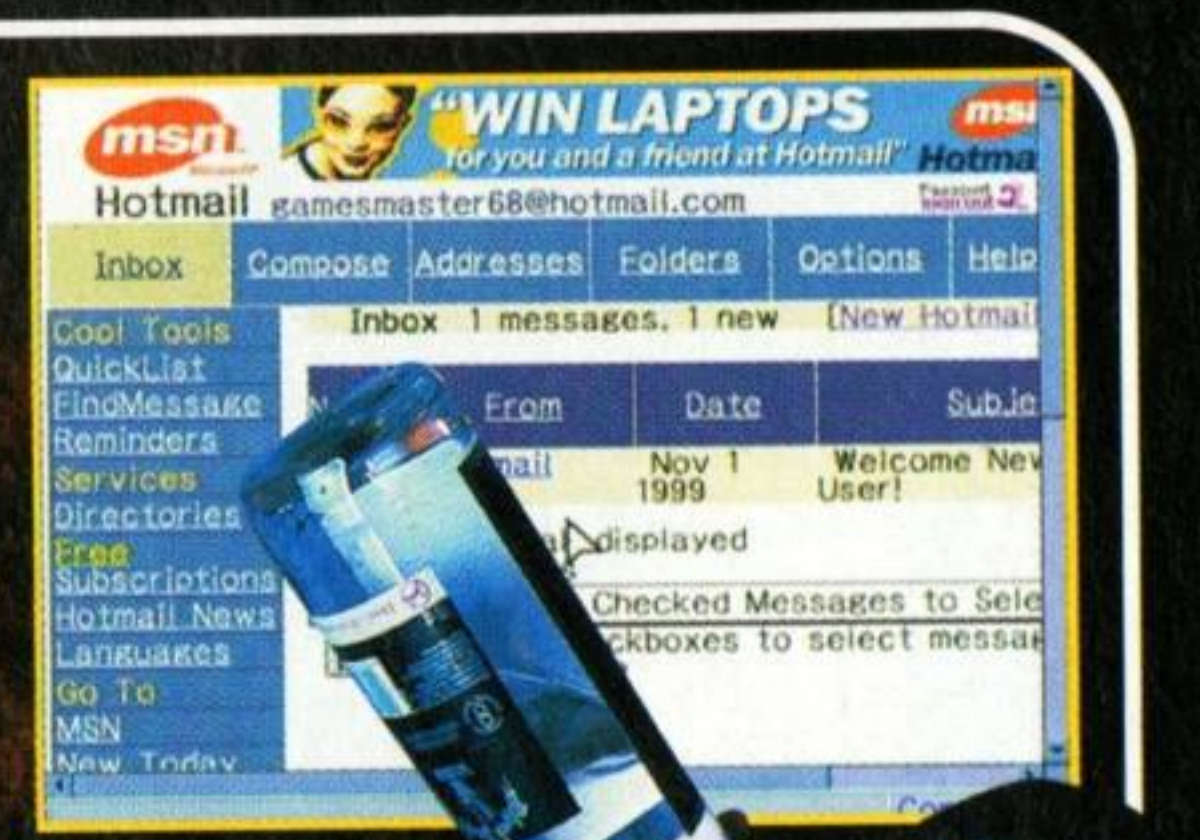 msn
"WIN LAPTOPS
for you and a friend at Hotmail"
msn
Hotma
Hotmail gamesmaster68@hotmail.com
Inbox Compose Addresses Folders Options Help
Inbox 1 messages, 1 new [New Hotmail
Cool Tools
QuickList
FindMessage
Reminders
Services
Directories
Free
Subscriptions
Hotmail News
Languages
Go To
MSN
New Today
N From Date Subje
mail Nov 1 1999 Welcome New User!
displayed
Checked Messages to Sele
ckboxes to select messag